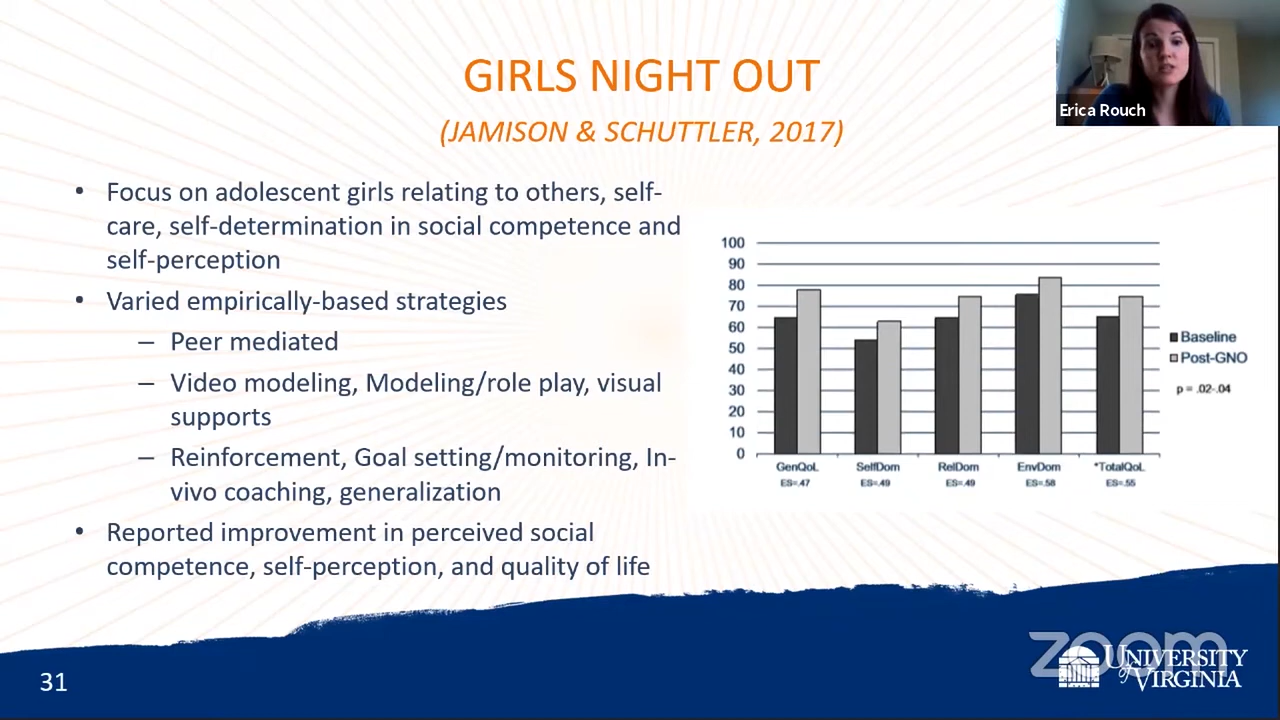 GIRLS NIGHT OUT
(JAMISON & SCHUTTLER, 2017)
Erica Rouch
• Focus on adolescent girls relating to others, self-
care, self-determination in social competence and
self-perception
• Varied empirically-based strategies
– Peer mediated
– Video modeling, Modeling/role play, visual
supports
– Reinforcement, Goal setting/monitoring, In-
vivo coaching, generalization
• Reported improvement in perceived social
competence, self-perception, and quality of life
100
90
80
70
60
50
40
30
20
10
0
GenQoL SelfDom RelDom EnvDom *TotalQoL
ES=.47 ES=.49 ES=.49 ES=.58 ES=.55
Baseline
Post-GNO
p = .02-.04
31
zoom
UNIVERSITY
of VIRGINIA